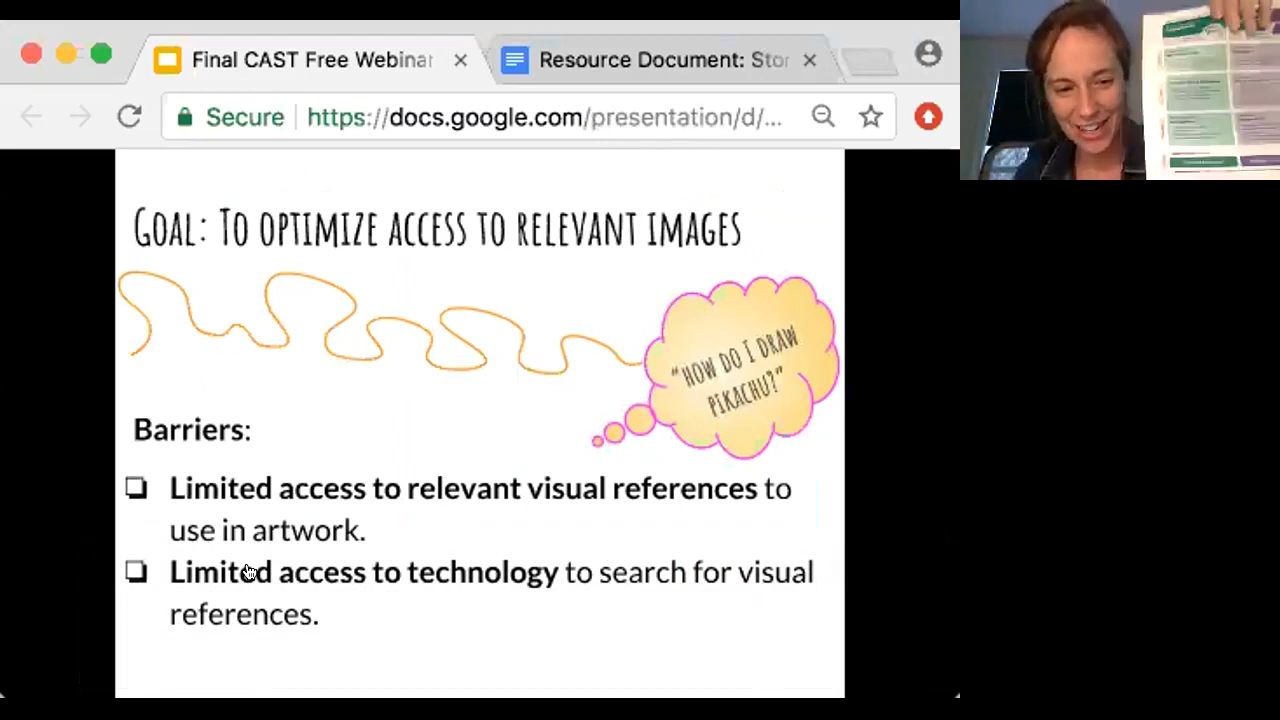 Final CAST Free Webinar
Resource Document: Stor
Secure
https://docs.google.com/presentation/d/...
GOAL: TO OPTIMIZE ACCESS TO RELEVANT IMAGES
"HOW DO I DRAW
PIKACHU?"
Barriers:
Limited access to relevant visual references to
use in artwork.
Limited access to technology to search for visual
references.